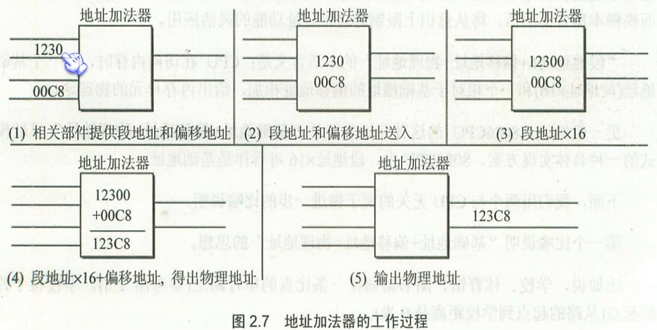 地址加法器
1230
00C8
(1) 相关部件提供段地址和偏移地址
地址加法器
1230
00C8
(2) 段地址和偏移地址送入
地址加法器
12300
00C8
(3) 段地址×16
地址加法器
12300
+00C8
123C8
(4) 段地址×16+偏移地址，得出物理地址
地址加法器
123C8
(5) 输出物理地址
图 2.7 地址加法器的工作过程